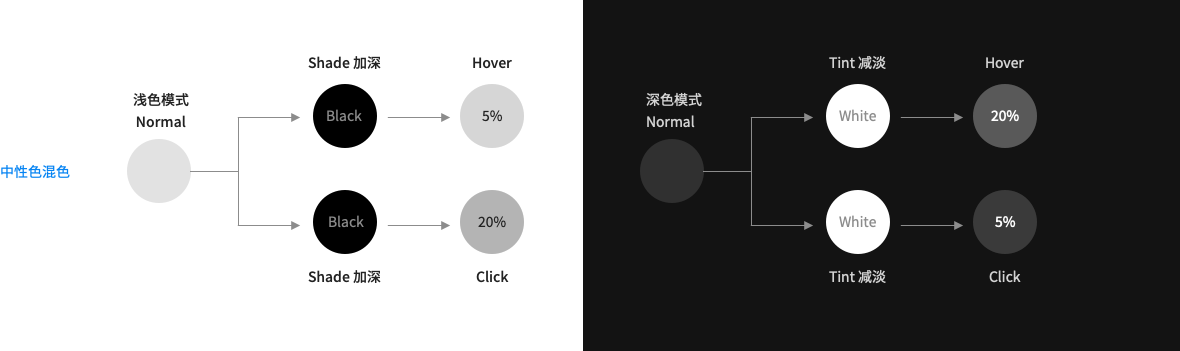 中性色混色
浅色模式
Normal
Shade 加深
Black
Hover
5%
Black
Shade 加深
20%
Click
深色模式
Normal
Tint 减淡
White
Hover
20%
White
Tint 减淡
5%
Click